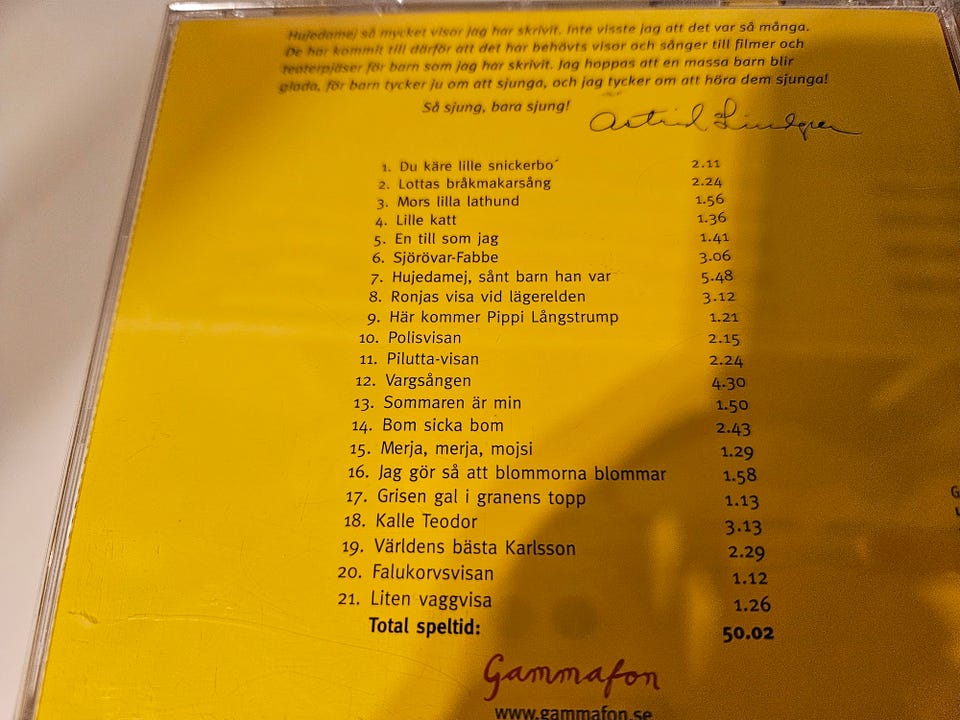 Hujedamej så mycket visor jag har skrivit. Inte visste jag att det var så många.
De har kommit till därför att det har behövts visor och sånger till filmer och
teaterpjäser för barn som jag har skrivit. Jag hoppas att en massa barn blir
glada, för barn tycker ju om att sjunga, och jag tycker om att höra dem sjunga!
Så sjung, bara sjung!
Astrid Lindgren
1. Du käre lille snickerbo´ 2.11
2. Lottas bråkmakarsång 2.24
3. Mors lilla lathund 1.56
4. Lille katt 1.36
5. En till som jag 1.41
6. Sjörövar-Fabbe 3.06
7. Hujedamej, sånt barn han var 5.48
8. Ronjas visa vid lägerelden 3.12
9. Här kommer Pippi Långstrump 1.21
10. Polisvisan 2.15
11. Pilutta-visan 2.24
12. Vargsången 4.30
13. Sommaren är min 1.50
14. Bom sicka bom 2.43
15. Merja, merja, mojsi 1.29
16. Jag gör så att blommorna blommar 1.58
17. Grisen gal i granens topp 1.13
18. Kalle Teodor 3.13
19. Världens bästa Karlsson 2.29
20. Falukorvsvisan 1.12
21. Liten vaggvisa 1.26
Total speltid: 50.02
Gammafon
www.gammafon.se